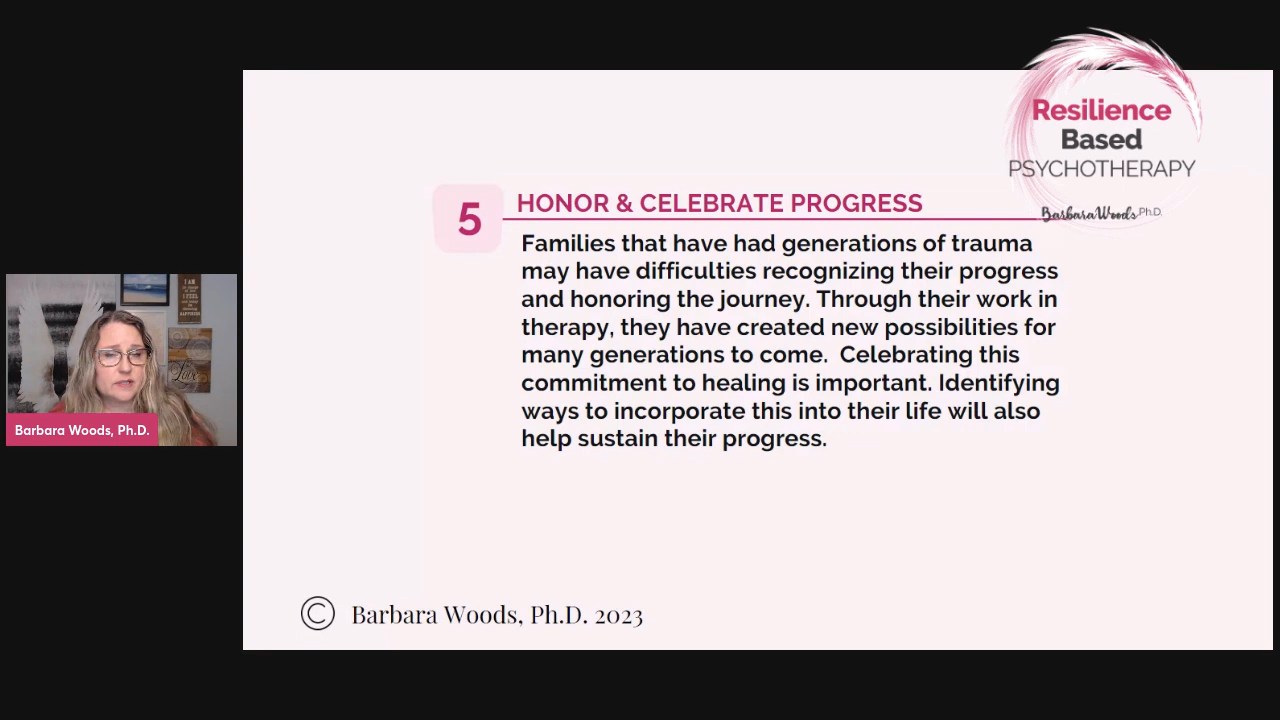 Resilience
Based
PSYCHOTHERAPY
Barbara Woods Ph.D.
5
HONOR & CELEBRATE PROGRESS
Families that have had generations of trauma
may have difficulties recognizing their progress
and honoring the journey. Through their work in
therapy, they have created new possibilities for
many generations to come.  Celebrating this
commitment to healing is important. Identifying
ways to incorporate this into their life will also
help sustain their progress.
I AM
I FEEL
Love
Barbara Woods, Ph.D.
© Barbara Woods, Ph.D. 2023